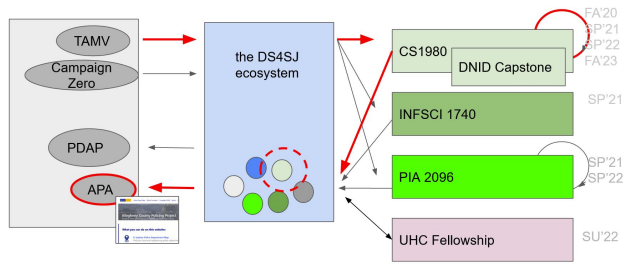 TAMV
Campaign
Zero
PDAP
APA
Allegheny County Policing Project
What you can do on this website:
the DS4SJ
ecosystem
CS1980
DNID Capstone
INFSCI 1740
PIA 2096
UHC Fellowship
FA'20
SP'21
SP'22
FA'23
SP'21
SP'21
SP'22
SU'22